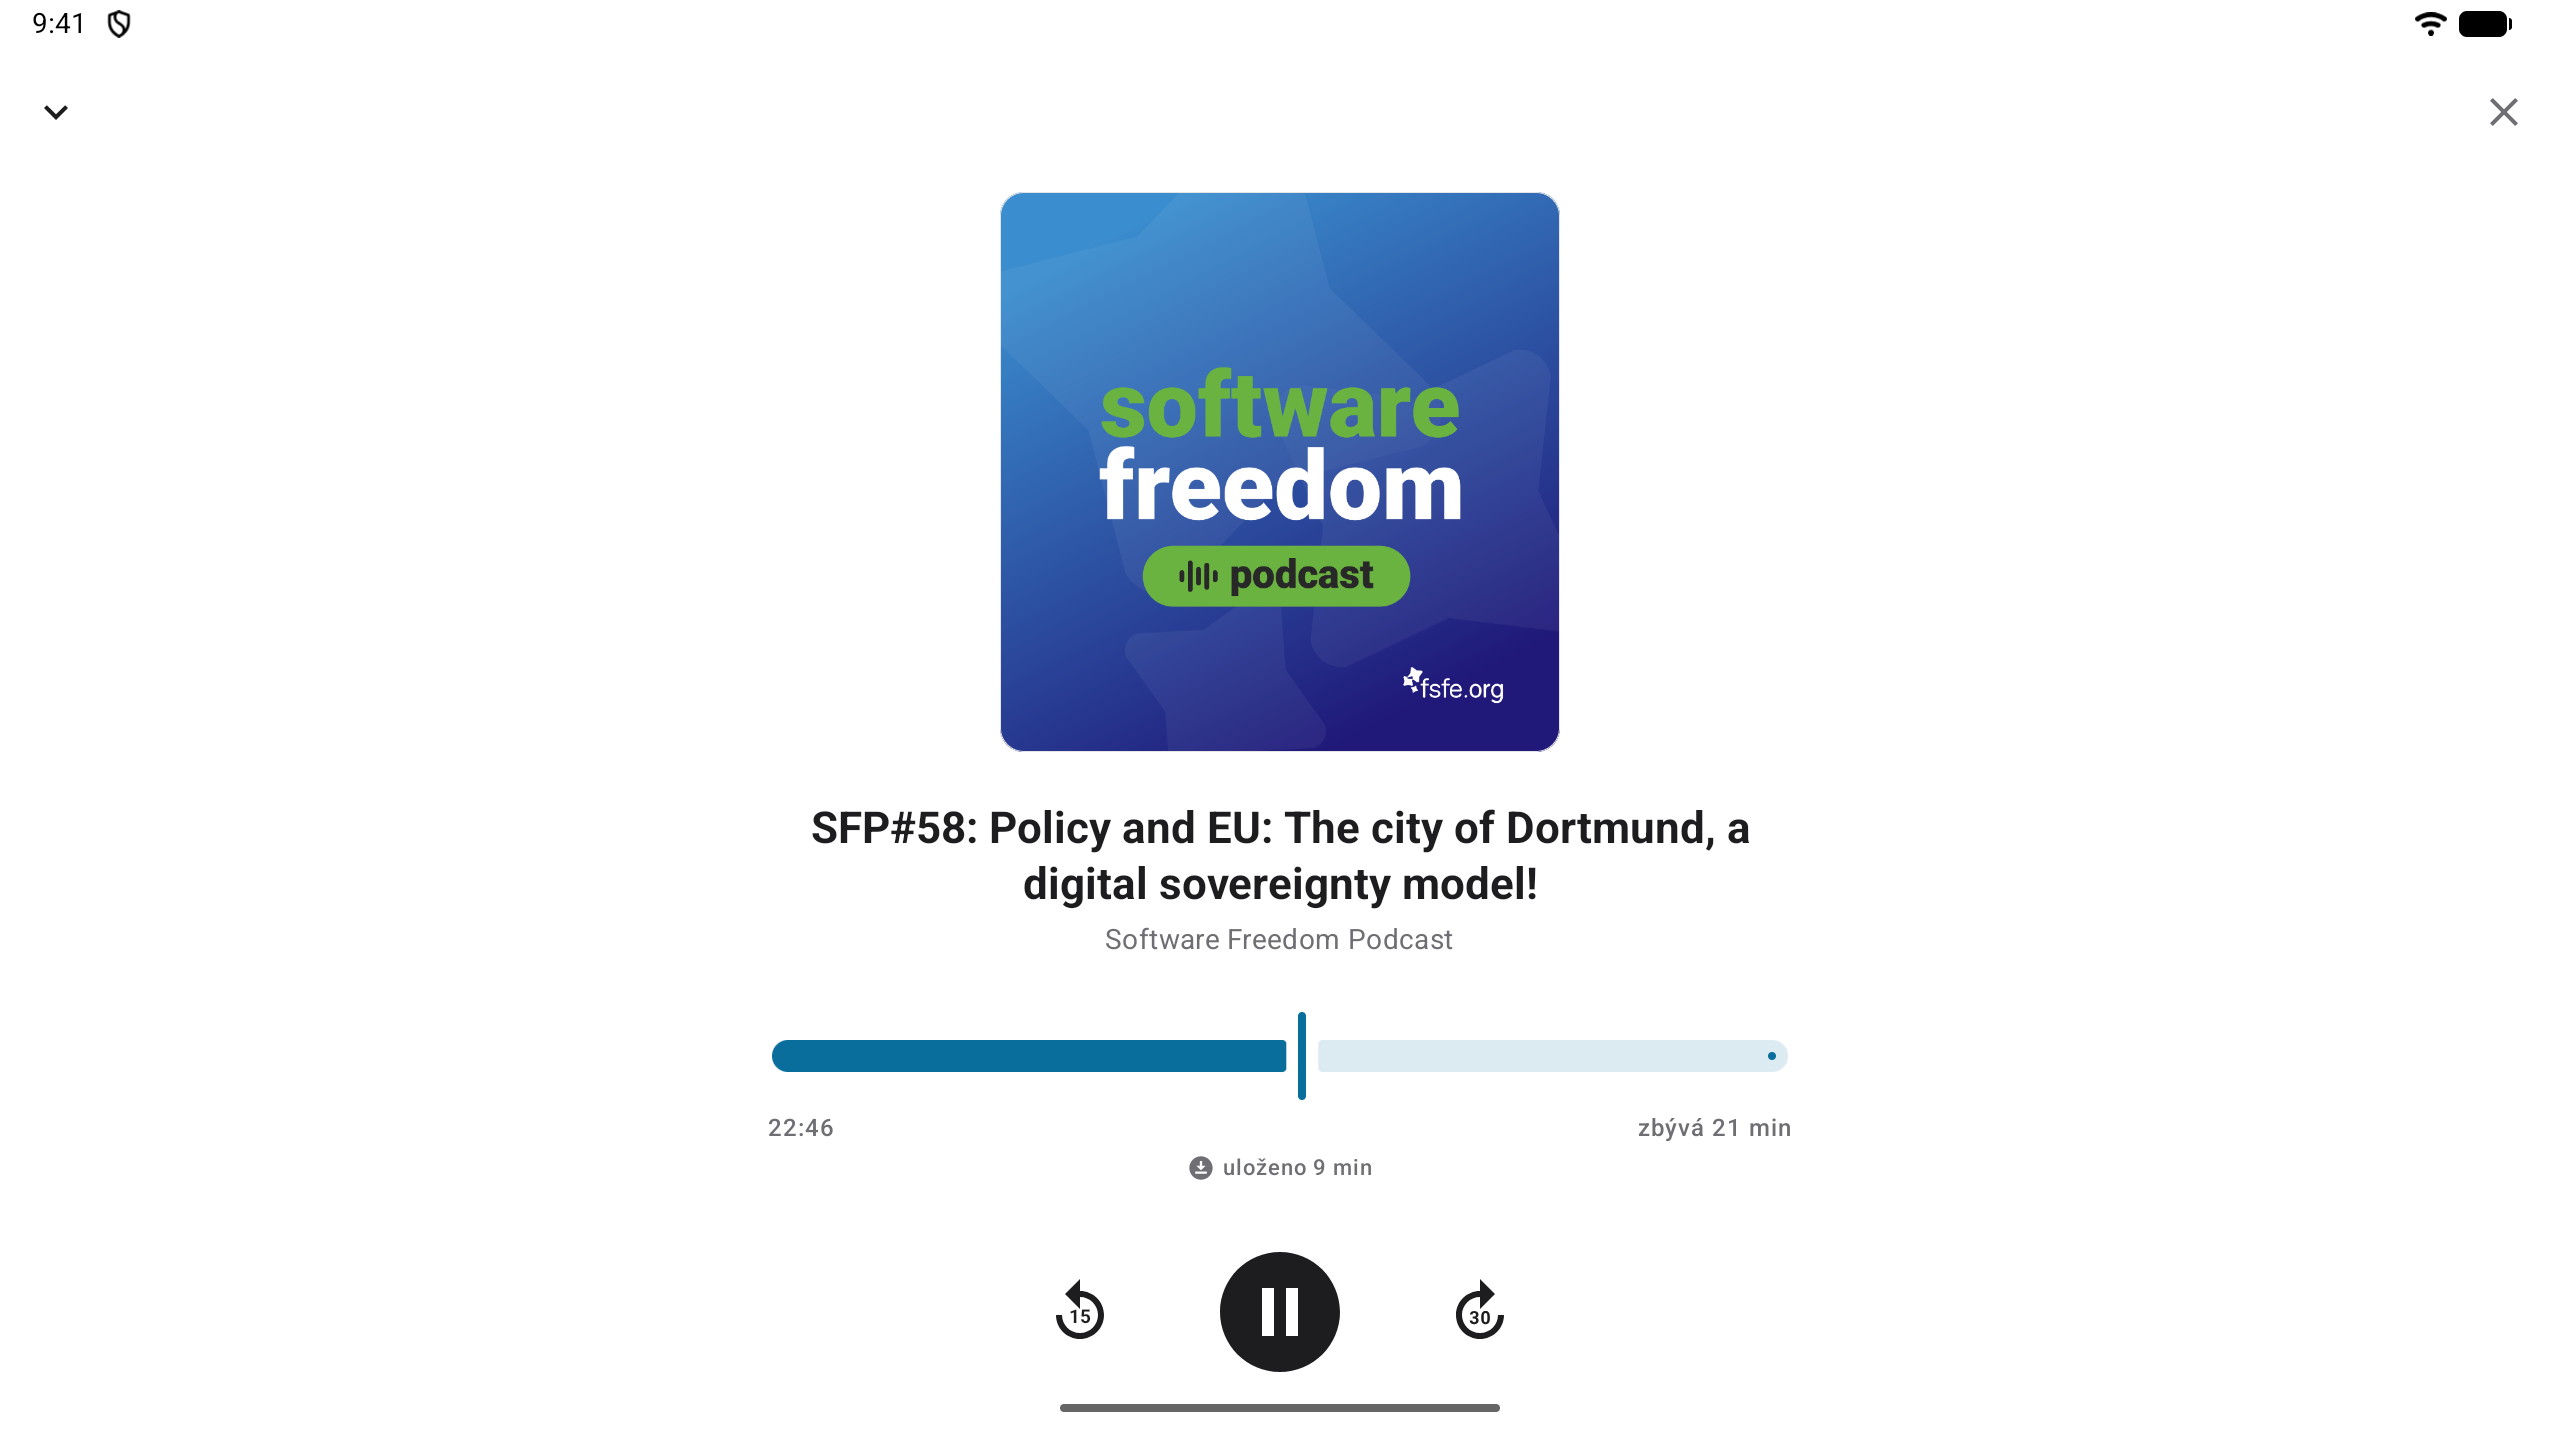 9:41
software
freedom
podcast
fsfe.org
SFP#58: Policy and EU: The city of Dortmund, a
digital sovereignty model!
Software Freedom Podcast
22:46
zbývá 21 min
uloženo 9 min
15
30